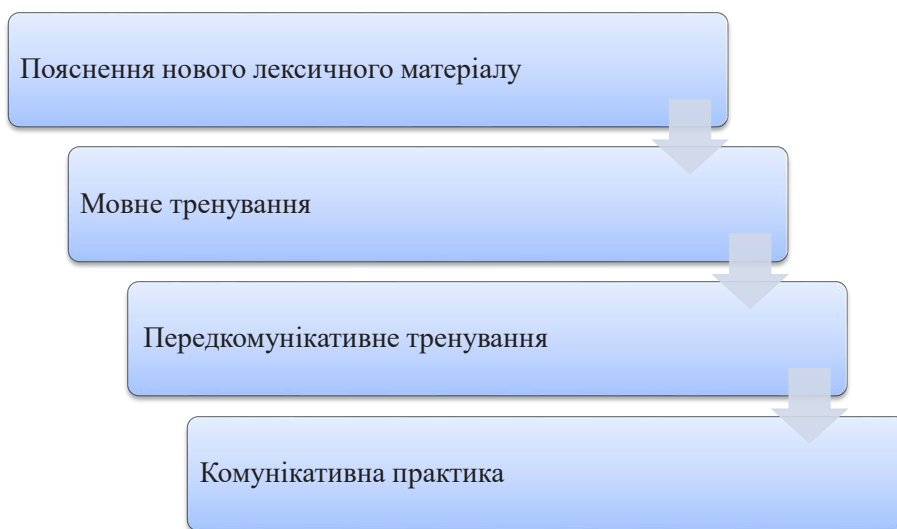 Пояснення нового лексичного матеріалу
Мовне тренування
Передкомунікативне тренування
Комунікативна практика